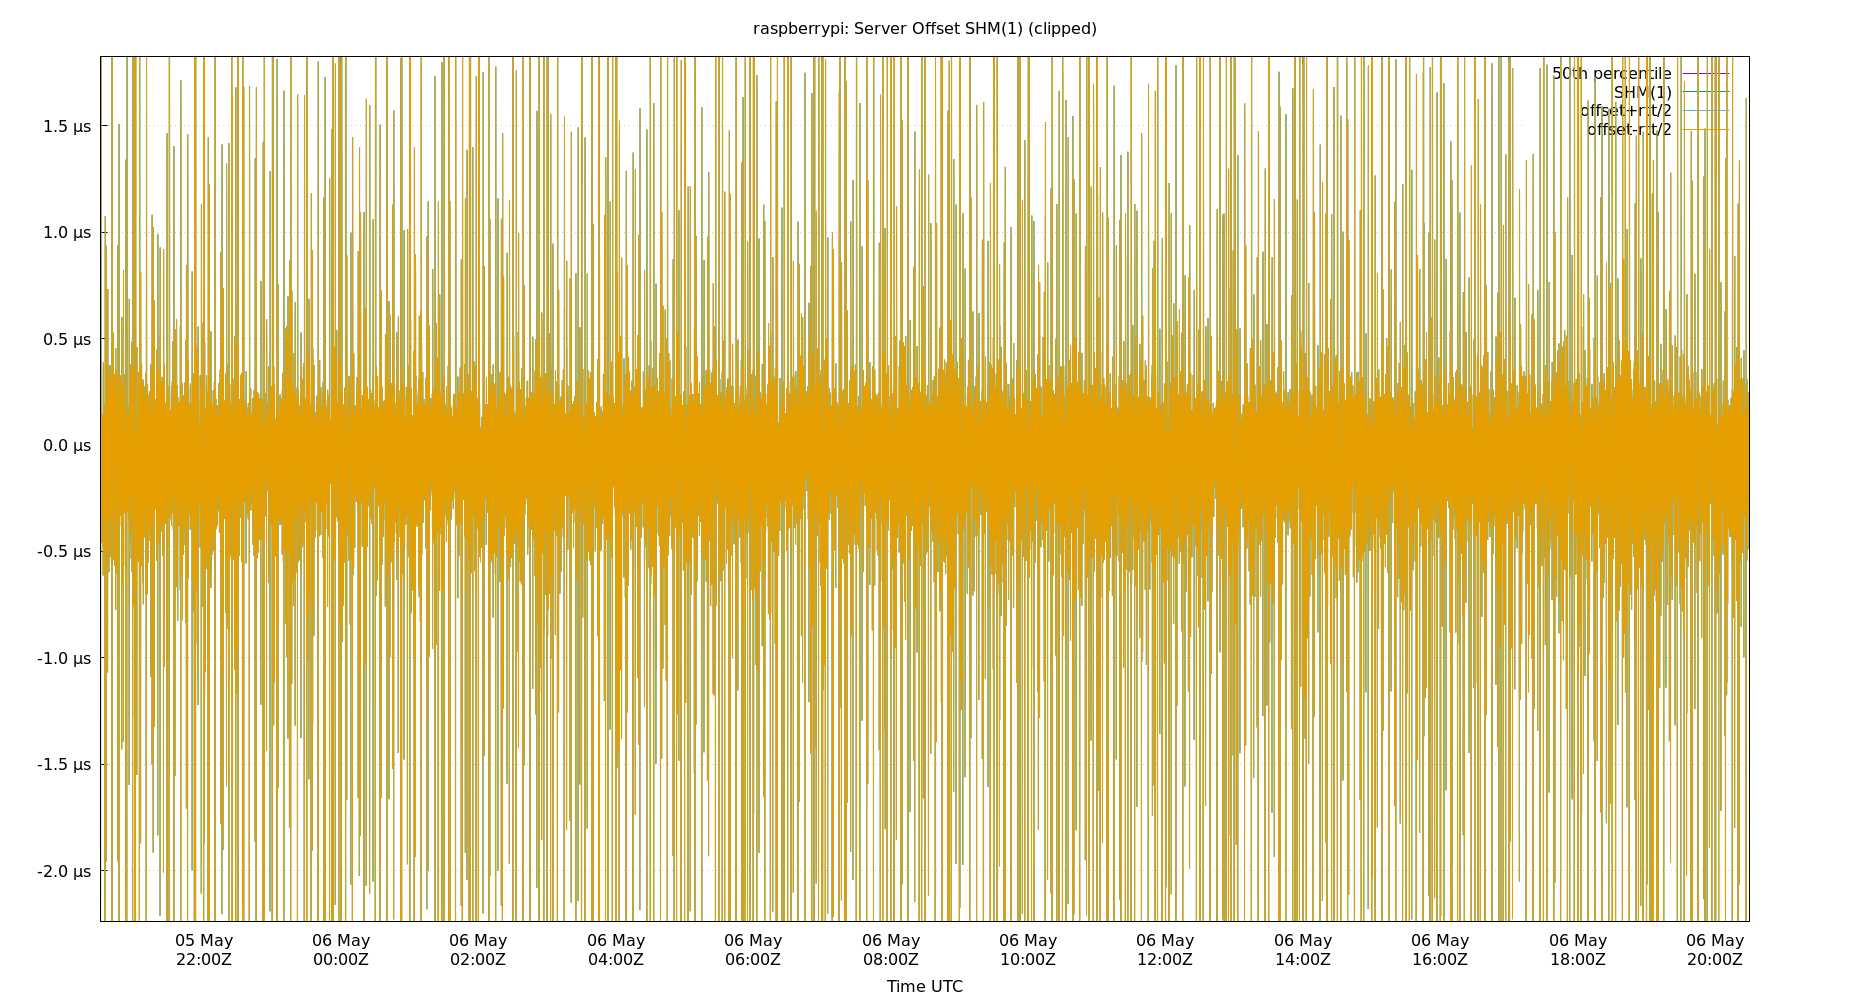 raspberrypi: Server Offset SHM(1) (clipped)
50th percentile
SHM(1)
offset+rtt/2
offset-rtt/2
1.5 µs
1.0 µs
0.5 µs
0.0 µs
-0.5 µs
-1.0 µs
-1.5 µs
-2.0 µs
05 May 06 May 06 May 06 May 06 May 06 May 06 May 06 May 06 May 06 May 06 May 06 May
22:00Z 00:00Z 02:00Z 04:00Z 06:00Z 08:00Z 10:00Z 12:00Z 14:00Z 16:00Z 18:00Z 20:00Z
Time UTC